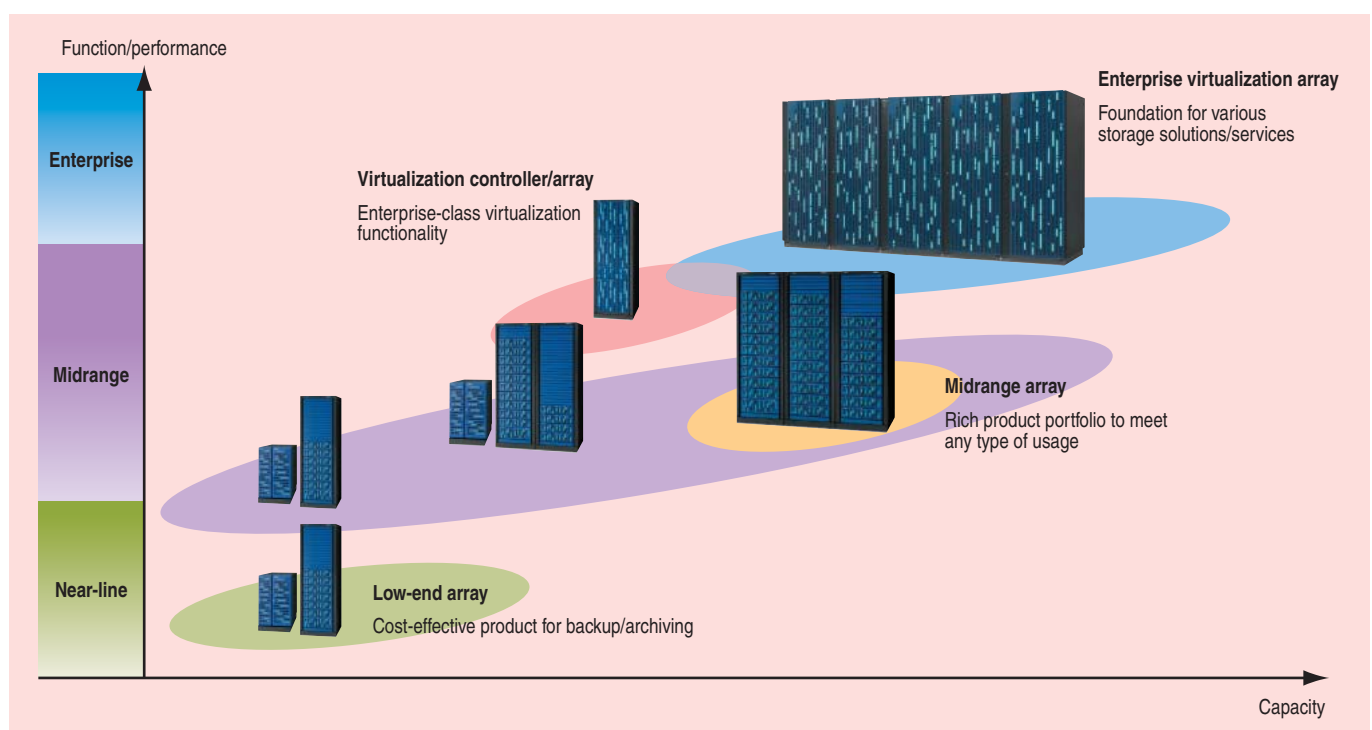 Function/performance
Enterprise virtualization array
Foundation for various
storage solutions/services
Enterprise
Virtualization controller/array
Enterprise-class virtualization
functionality
Midrange
Midrange array
Rich product portfolio to meet
any type of usage
Near-line
Low-end array
Cost-effective product for backup/archiving
Capacity